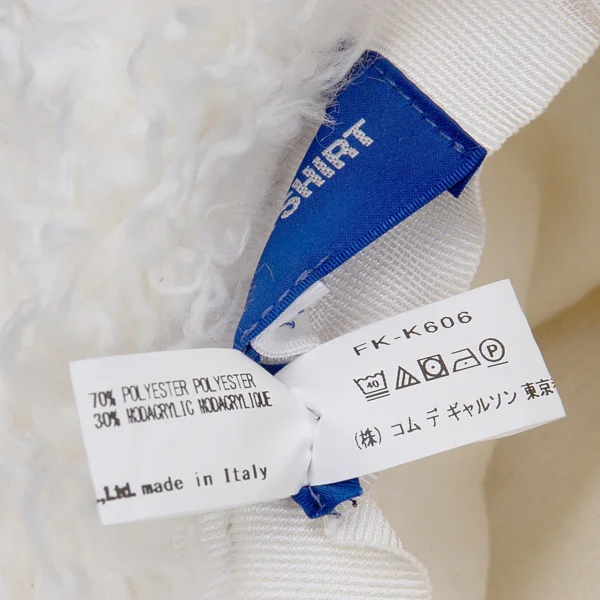 SHIRT
70% POLYESTER POLYESTER
30% MODACRYLIC MODACRYLIQUE
.,Ltd. made in Italy
FK-K606
40 P
(株) コム デ ギャルソン 東京